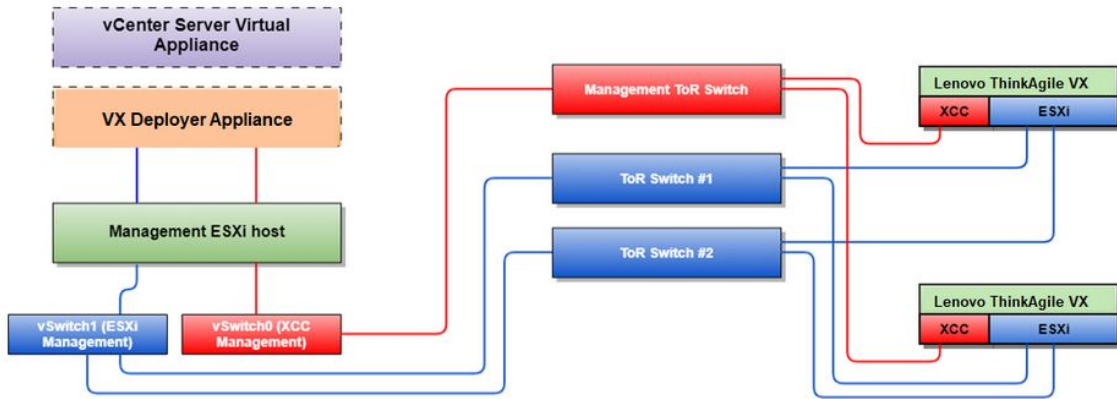 vCenter Server Virtual
Appliance
VX Deployer Appliance
Management ESXi host
vSwitch1 (ESXi
Management)
vSwitch0 (XCC
Management)
Management ToR Switch
ToR Switch #1
ToR Switch #2
Lenovo ThinkAgile VX
XCC ESXi
Lenovo ThinkAgile VX
XCC ESXi